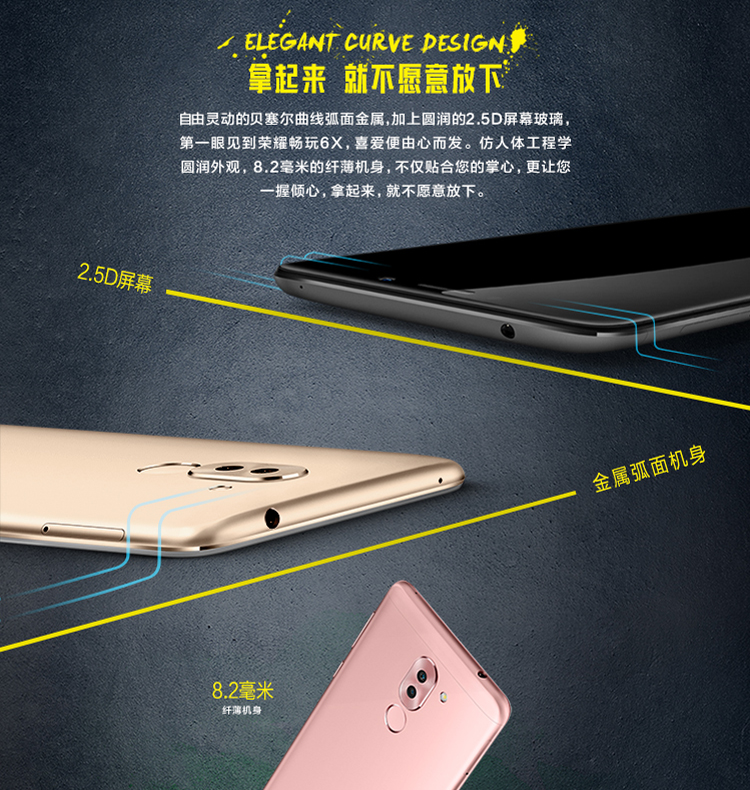 ELEGANT CURVE DESIGN
拿起来 就不愿意放下
自由灵动的贝塞尔曲线弧面金属,加上圆润的2.5D屏幕玻璃,
第一眼见到荣耀畅玩6X,喜爱便由心而发。仿人体工程学
圆润外观,8.2毫米的纤薄机身,不仅贴合您的掌心,更让您
一握倾心,拿起来,就不愿意放下。
2.5D屏幕
金属弧面机身
8.2毫米
纤薄机身